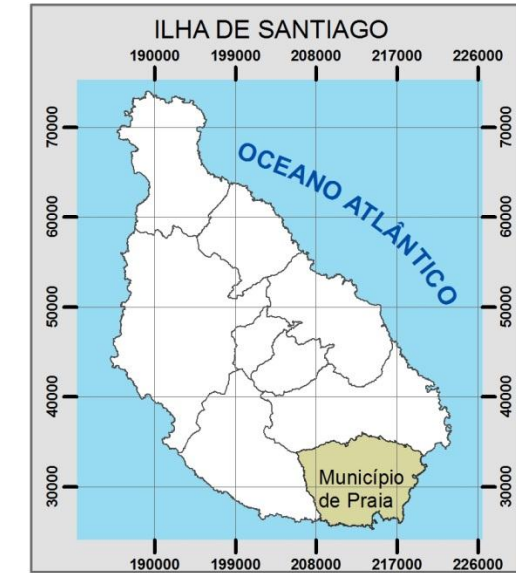 ILHA DE SANTIAGO
190000 199000 208000 217000 226000
70000 70000
OCEANO ATLÂNTICO
60000 60000
50000 50000
40000 40000
30000 30000
Município
de Praia
190000 199000 208000 217000 226000